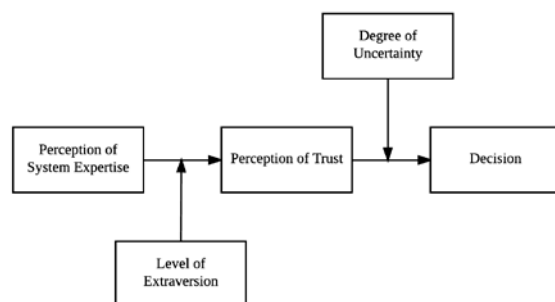 Degree of
Uncertainty
Perception of
System Expertise
Perception of Trust
Decision
Level of
Extraversion